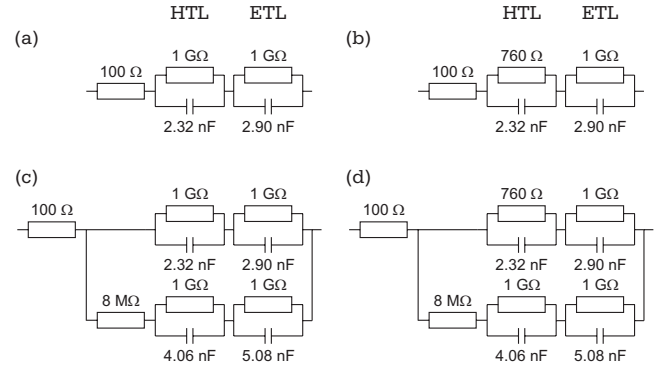 HTL ETL HTL ETL
(a) (b)
1 GΩ 1 GΩ 760 Ω 1 GΩ
100 Ω 100 Ω
2.32 nF 2.90 nF 2.32 nF 2.90 nF
(c) (d)
1 GΩ 1 GΩ 760 Ω 1 GΩ
100 Ω 100 Ω
2.32 nF 2.90 nF 2.32 nF 2.90 nF
8 MΩ 1 GΩ 1 GΩ 8 MΩ 1 GΩ 1 GΩ
4.06 nF 5.08 nF 4.06 nF 5.08 nF